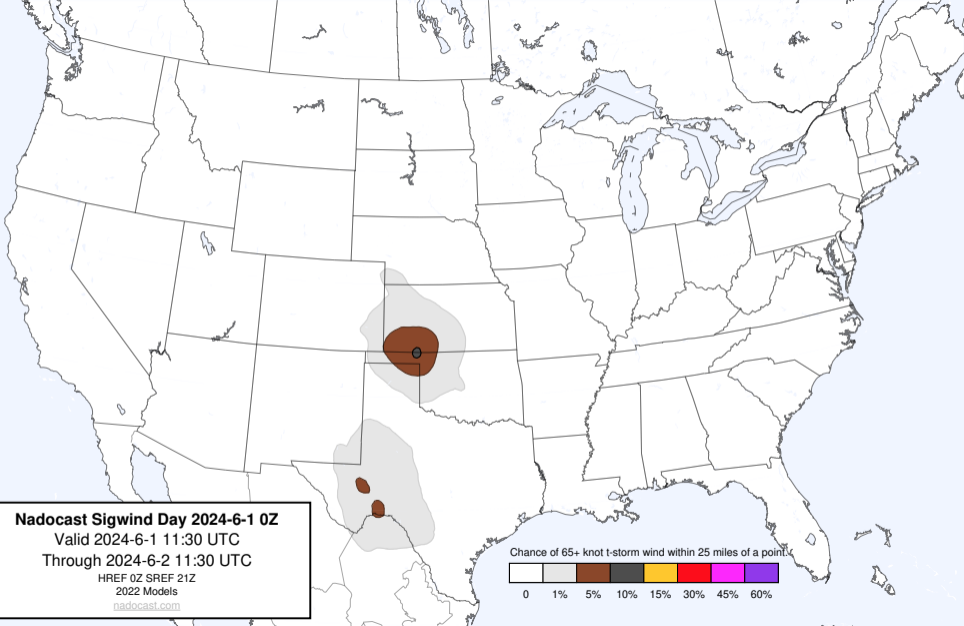 Nadocast Sigwind Day 2024-6-1 0Z
Valid 2024-6-1 11:30 UTC
Through 2024-6-2 11:30 UTC
HREF 0Z SREF 21Z
2022 Models
nadocast.com
Chance of 65+ knot t-storm wind within 25 miles of a point.
0 1% 5% 10% 15% 30% 45% 60%